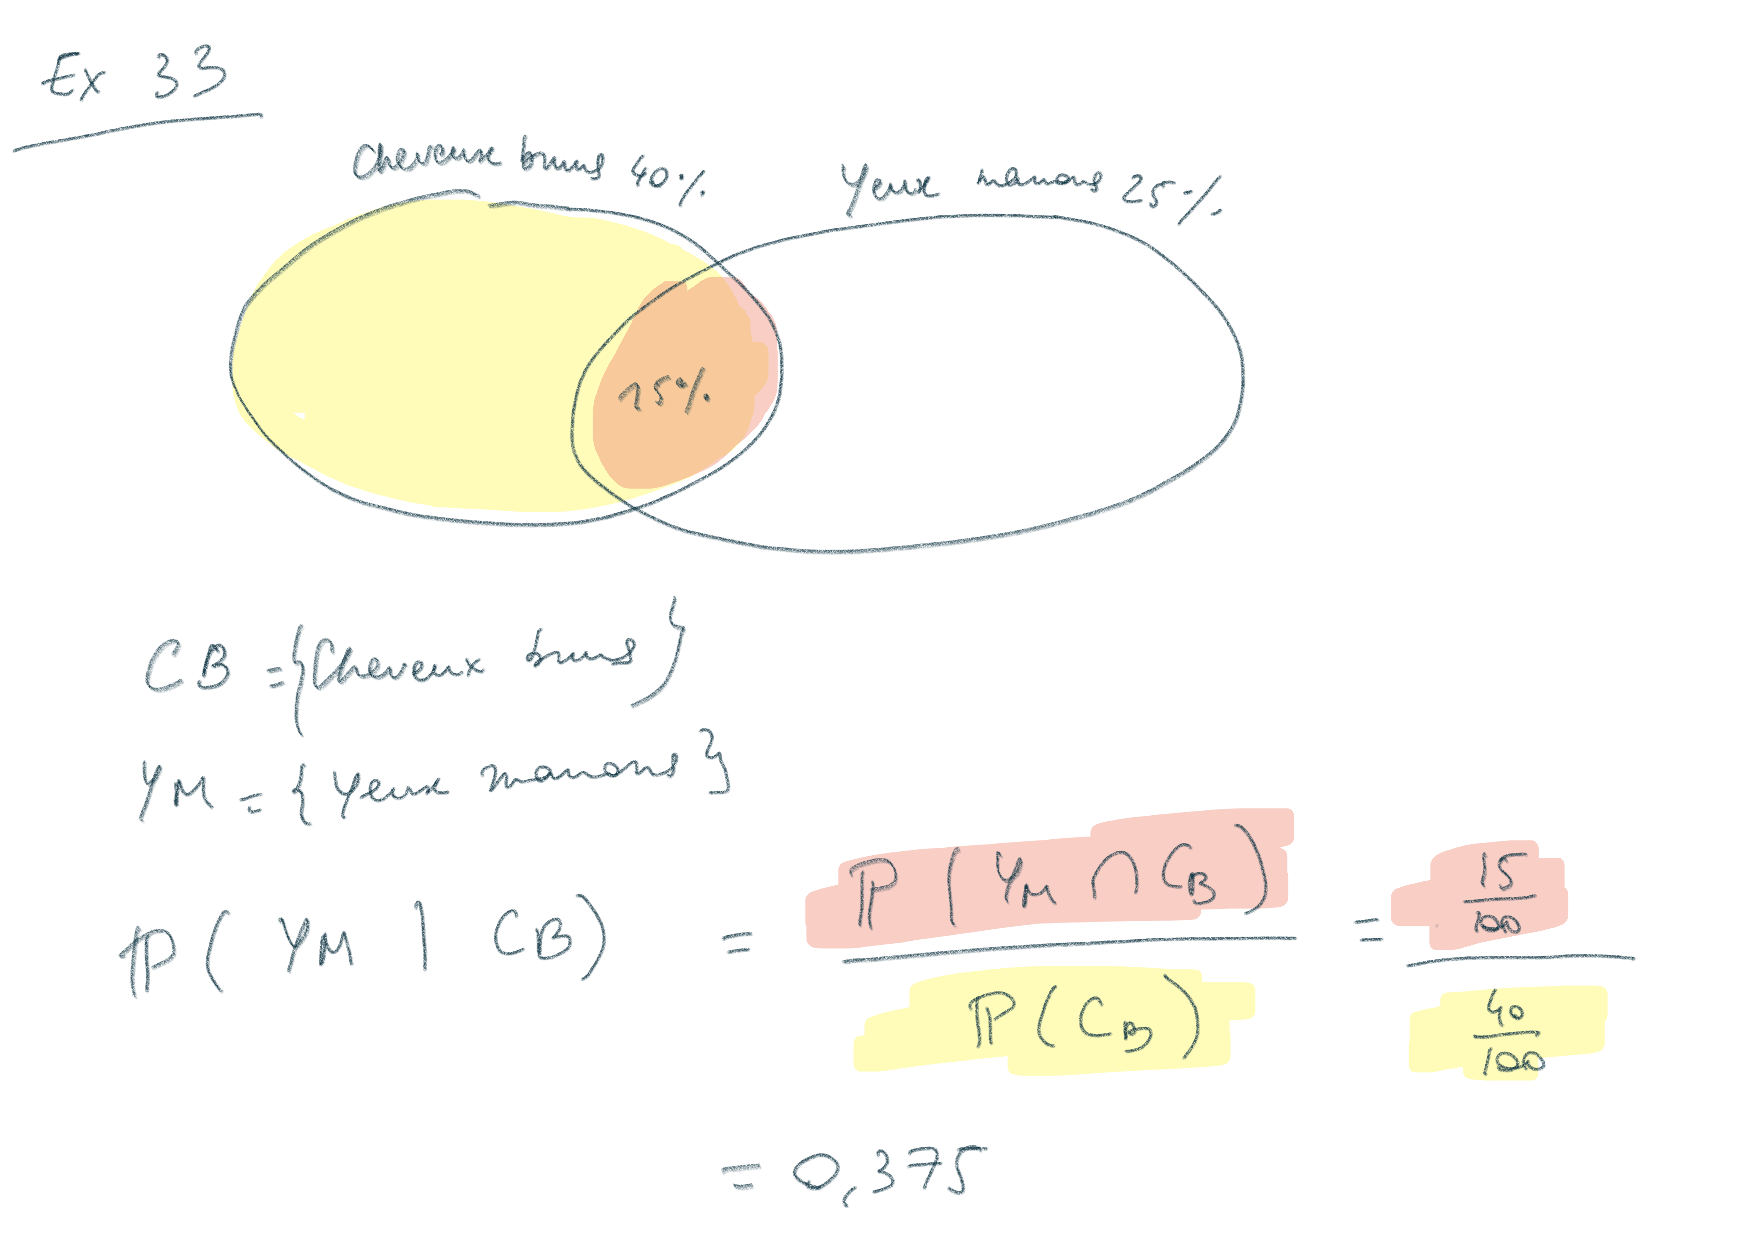 Ex 33
Cheveux bruns 40%
Yeux marrons 25%
15%
CB = {Cheveux bruns}
YM = {Yeux marrons}
ℙ(YM | CB) = ℙ(YM ∩ CB) / ℙ(CB) = (15/100) / (40/100)
= 0,375